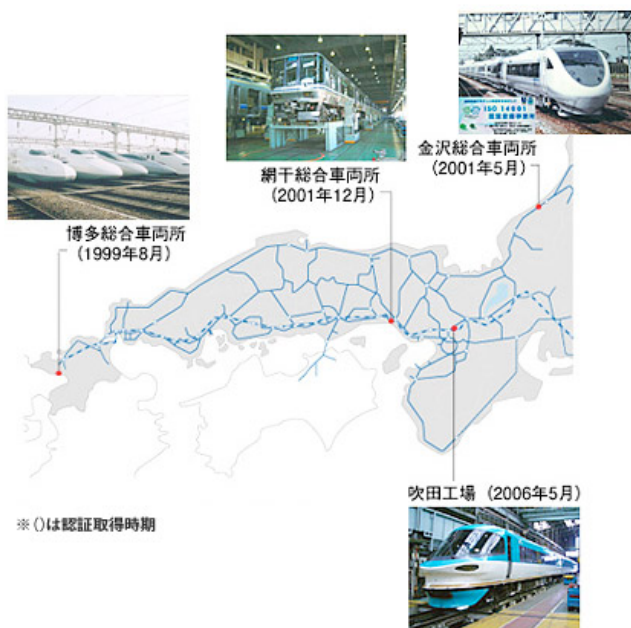 ISO 14001
金沢総合車両所
(2001年5月)
網干総合車両所
(2001年12月)
博多総合車両所
(1999年8月)
吹田工場 (2006年5月)
※()は認証取得時期